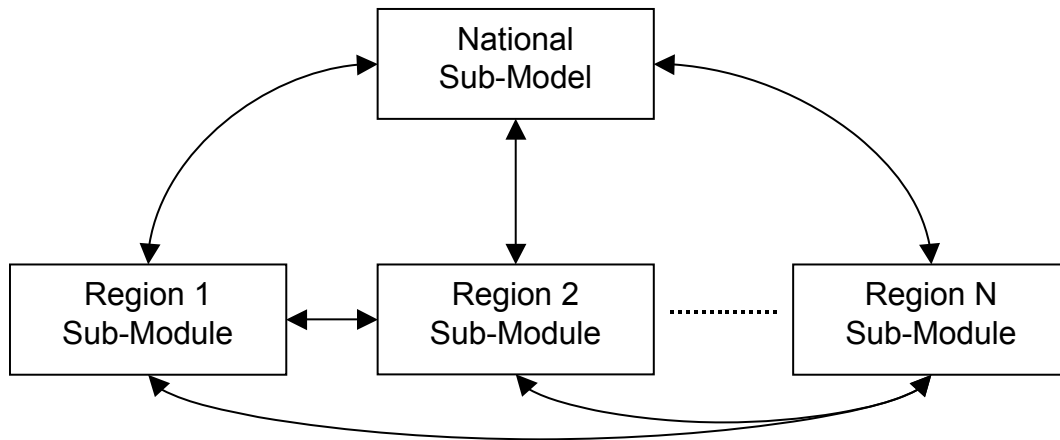 National
Sub-Model
Region 1
Sub-Module
Region 2
Sub-Module
Region N
Sub-Module